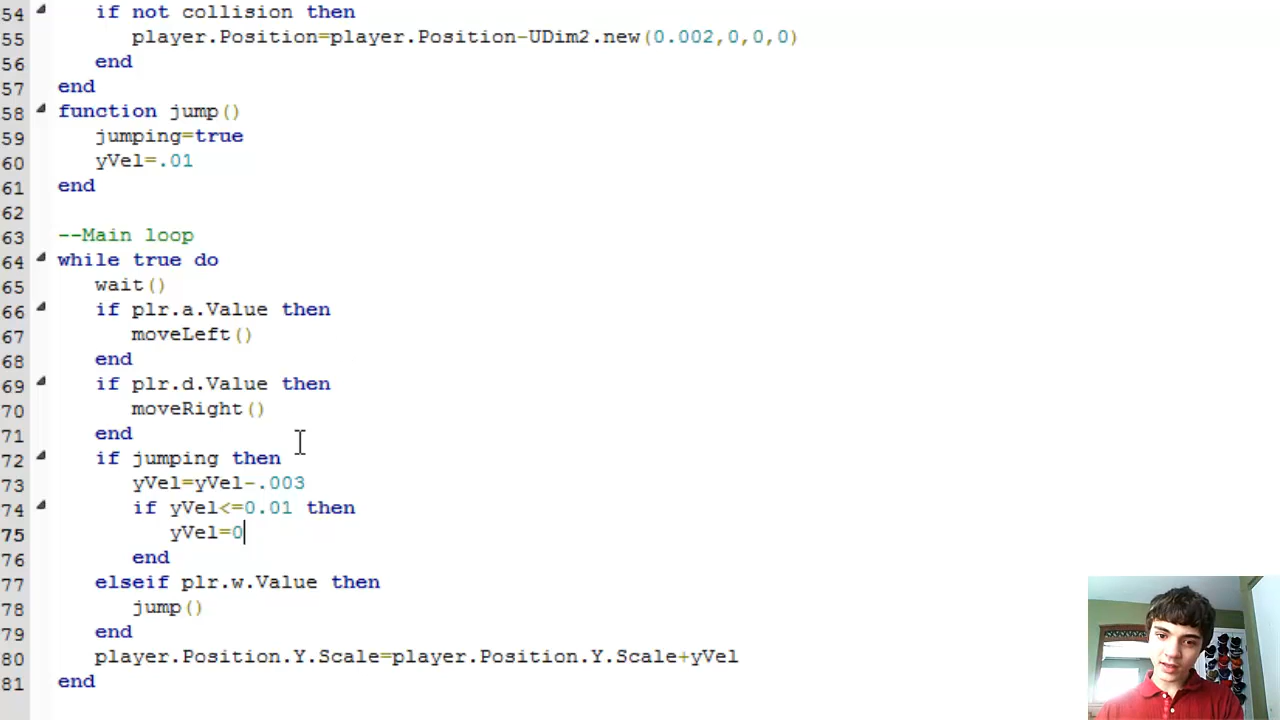 54 if not collision then
55 player.Position=player.Position-UDim2.new(0.002,0,0,0)
56 end
57 end
58 function jump()
59 jumping=true
60 yVel=.01
61 end
62
63 --Main loop
64 while true do
65 wait()
66 if plr.a.Value then
67 moveLeft()
68 end
69 if plr.d.Value then
70 moveRight()
71 end
72 if jumping then
73 yVel=yVel-.003
74 if yVel<=0.01 then
75 yVel=0
76 end
77 elseif plr.w.Value then
78 jump()
79 end
80 player.Position.Y.Scale=player.Position.Y.Scale+yVel
81 end